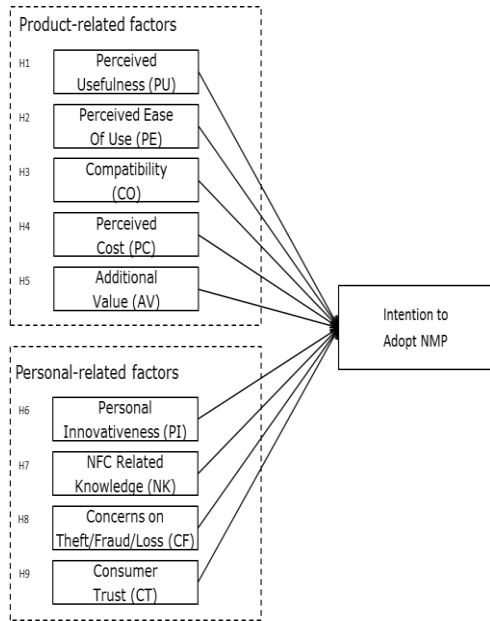 Product-related factors
H1
Perceived
Usefulness (PU)
H2
Perceived Ease
Of Use (PE)
H3
Compatibility
(CO)
H4
Perceived
Cost (PC)
H5
Additional
Value (AV)
Intention to
Adopt NMP
Personal-related factors
H6
Personal
Innovativeness (PI)
H7
NFC Related
Knowledge (NK)
H8
Concerns on
Theft/Fraud/Loss (CF)
H9
Consumer
Trust (CT)